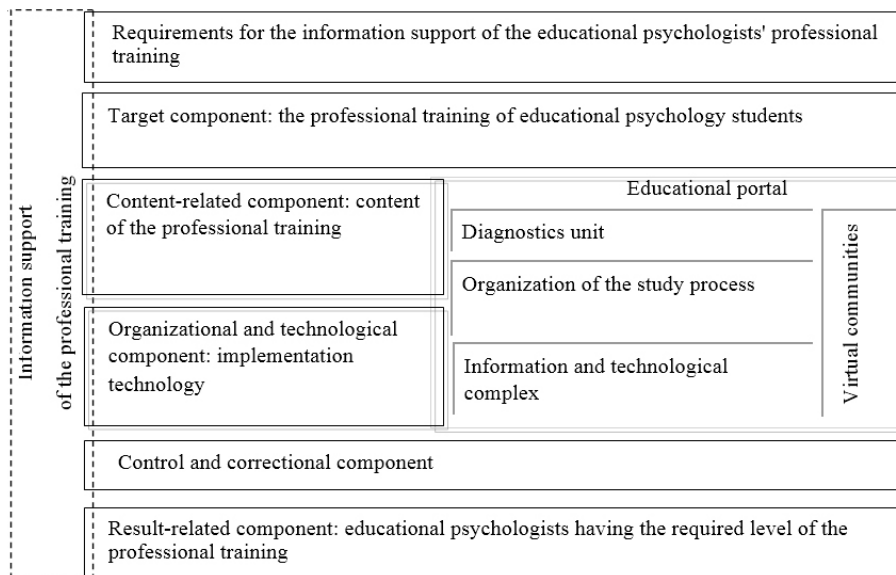 Requirements for the information support of the educational psychologists' professional
training
Target component: the professional training of educational psychology students
Information support
of the professional training
Content-related component: content
of the professional training
Organizational and technological
component: implementation
technology
Educational portal
Diagnostics unit
Organization of the study process
Information and technological
complex
Virtual communities
Control and correctional component
Result-related component: educational psychologists having the required level of the
professional training